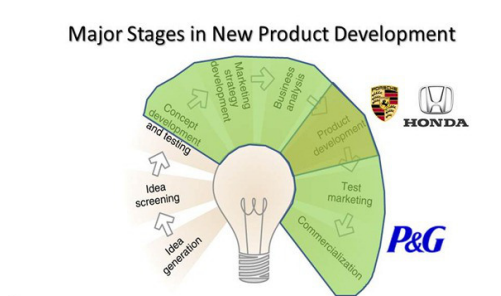 Major Stages in New Product Development
Idea
generation
Idea
screening
Concept
development
and testing
Marketing
strategy
development
Business
analysis
Product
development
Test
marketing
Commercialization
HONDA
P&G